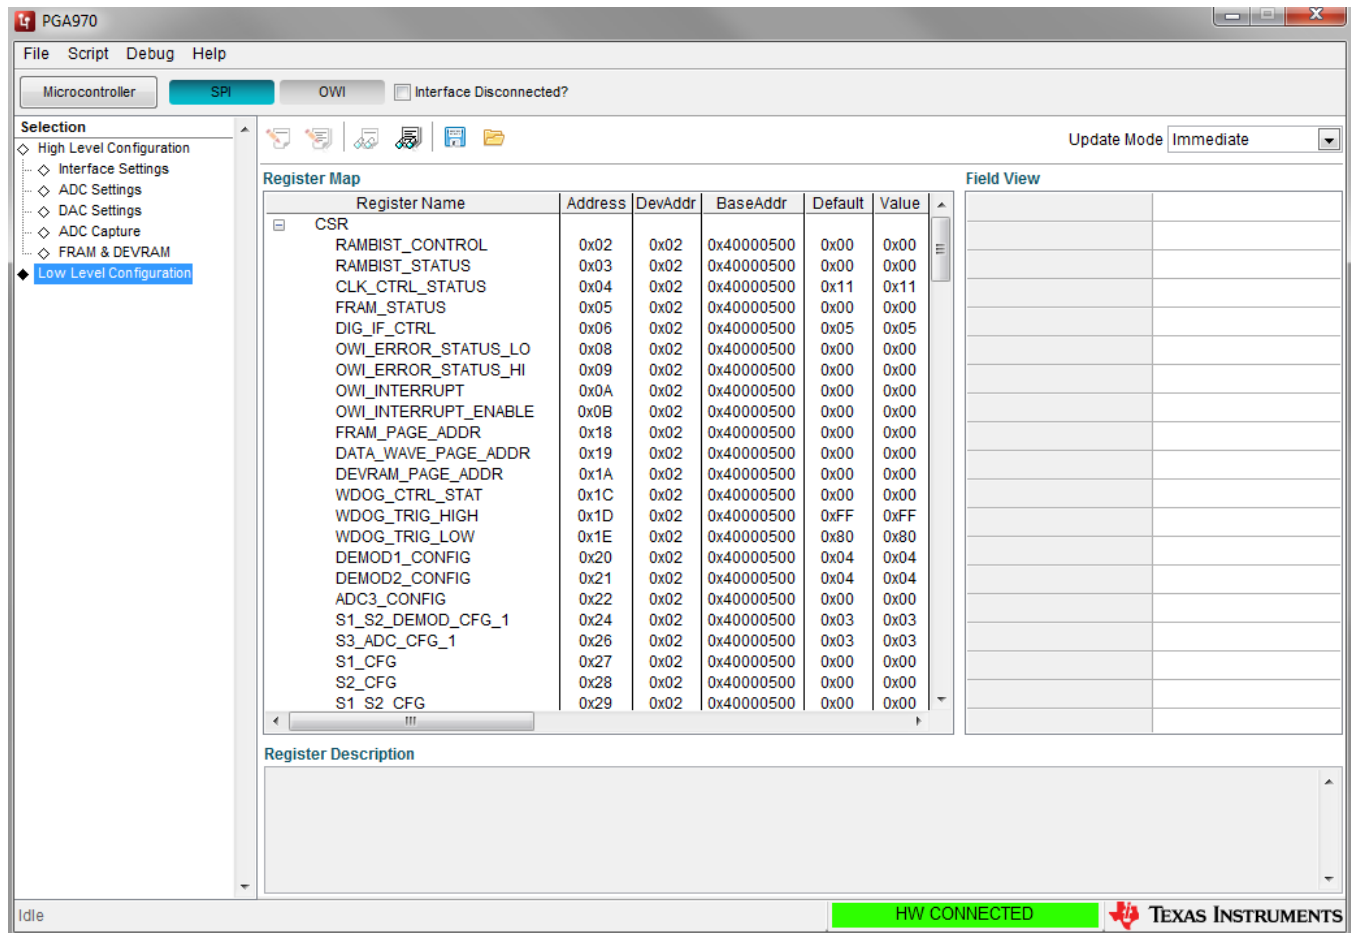 PGA970
File Script Debug Help
Microcontroller SPI OWI Interface Disconnected?
Selection
High Level Configuration
Interface Settings
ADC Settings
DAC Settings
ADC Capture
FRAM & DEVRAM
Low Level Configuration
Update Mode Immediate
Register Map
Register Name Address DevAddr BaseAddr Default Value
CSR
RAMBIST_CONTROL 0x02 0x02 0x40000500 0x00 0x00
RAMBIST_STATUS 0x03 0x02 0x40000500 0x00 0x00
CLK_CTRL_STATUS 0x04 0x02 0x40000500 0x11 0x11
FRAM_STATUS 0x05 0x02 0x40000500 0x00 0x00
DIG_IF_CTRL 0x06 0x02 0x40000500 0x05 0x05
OWI_ERROR_STATUS_LO 0x08 0x02 0x40000500 0x00 0x00
OWI_ERROR_STATUS_HI 0x09 0x02 0x40000500 0x00 0x00
OWI_INTERRUPT 0x0A 0x02 0x40000500 0x00 0x00
OWI_INTERRUPT_ENABLE 0x0B 0x02 0x40000500 0x00 0x00
FRAM_PAGE_ADDR 0x18 0x02 0x40000500 0x00 0x00
DATA_WAVE_PAGE_ADDR 0x19 0x02 0x40000500 0x00 0x00
DEVRAM_PAGE_ADDR 0x1A 0x02 0x40000500 0x00 0x00
WDOG_CTRL_STAT 0x1C 0x02 0x40000500 0x00 0x00
WDOG_TRIG_HIGH 0x1D 0x02 0x40000500 0xFF 0xFF
WDOG_TRIG_LOW 0x1E 0x02 0x40000500 0x80 0x80
DEMOD1_CONFIG 0x20 0x02 0x40000500 0x04 0x04
DEMOD2_CONFIG 0x21 0x02 0x40000500 0x04 0x04
ADC3_CONFIG 0x22 0x02 0x40000500 0x00 0x00
S1_S2_DEMOD_CFG_1 0x24 0x02 0x40000500 0x03 0x03
S3_ADC_CFG_1 0x26 0x02 0x40000500 0x03 0x03
S1_CFG 0x27 0x02 0x40000500 0x00 0x00
S2_CFG 0x28 0x02 0x40000500 0x00 0x00
S1_S2_CFG 0x29 0x02 0x40000500 0x00 0x00
Field View
Register Description
Idle
HW CONNECTED
TEXAS INSTRUMENTS